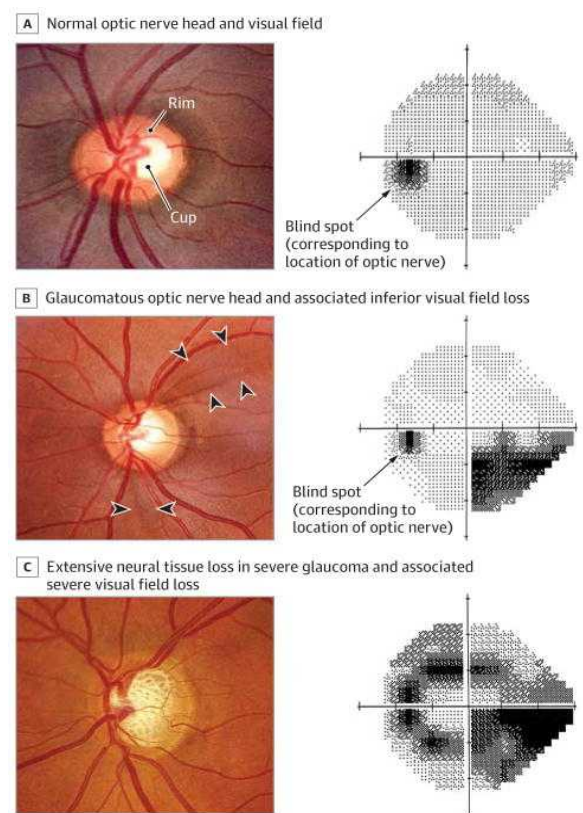 A Normal optic nerve head and visual field
Rim
Cup
Blind spot
(corresponding to
location of optic nerve)
B Glaucomatous optic nerve head and associated inferior visual field loss
Blind spot
(corresponding to
location of optic nerve)
C Extensive neural tissue loss in severe glaucoma and associated
severe visual field loss